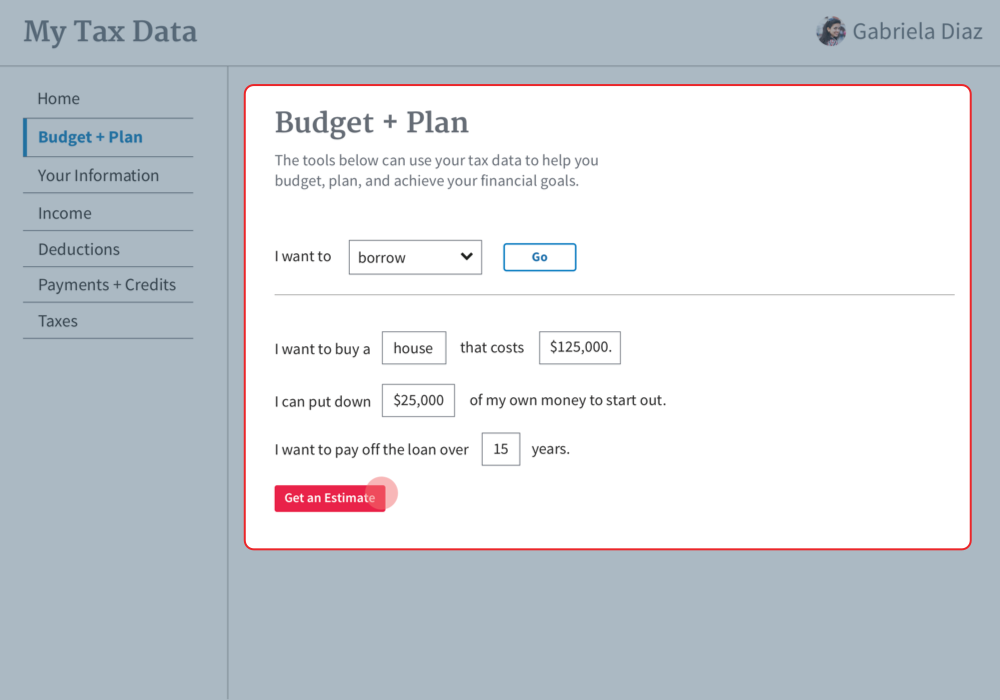 My Tax Data
Gabriela Diaz
Home
Budget + Plan
Your Information
Income
Deductions
Payments + Credits
Taxes
Budget + Plan
The tools below can use your tax data to help you
budget, plan, and achieve your financial goals.
I want to borrow Go
I want to buy a house that costs $125,000.
I can put down $25,000 of my own money to start out.
I want to pay off the loan over 15 years.
Get an Estimate